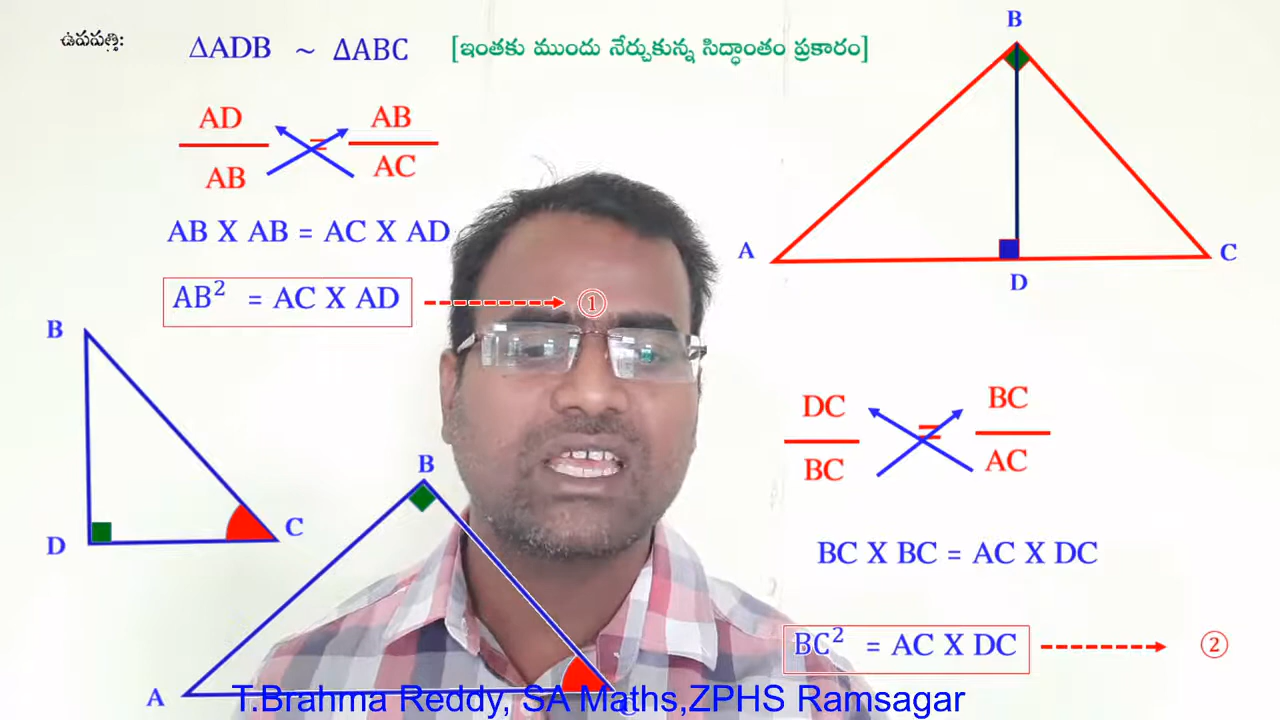 ఉపపత్తి:
ΔADB ~ ΔABC [ఇంతకు ముందు నేర్చుకున్న సిద్ధాంతం ప్రకారం]
AD AB
=
AB AC
AB X AB = AC X AD
AB² = AC X AD ①
B
A
C
D
B
D
C
B
A
C
DC BC
=
BC AC
BC X BC = AC X DC
BC² = AC X DC ②
T.Brahma Reddy, SA Maths,ZPHS Ramsagar